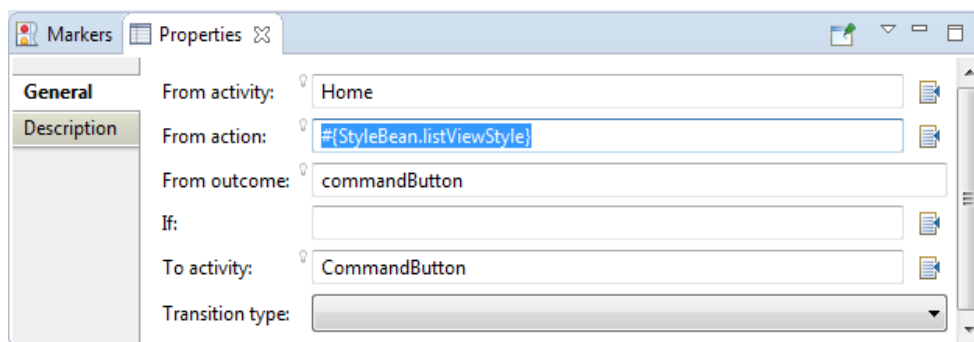 Markers Properties
General
Description
From activity: Home
From action: #{StyleBean.listViewStyle}
From outcome: commandButton
If:
To activity: CommandButton
Transition type: